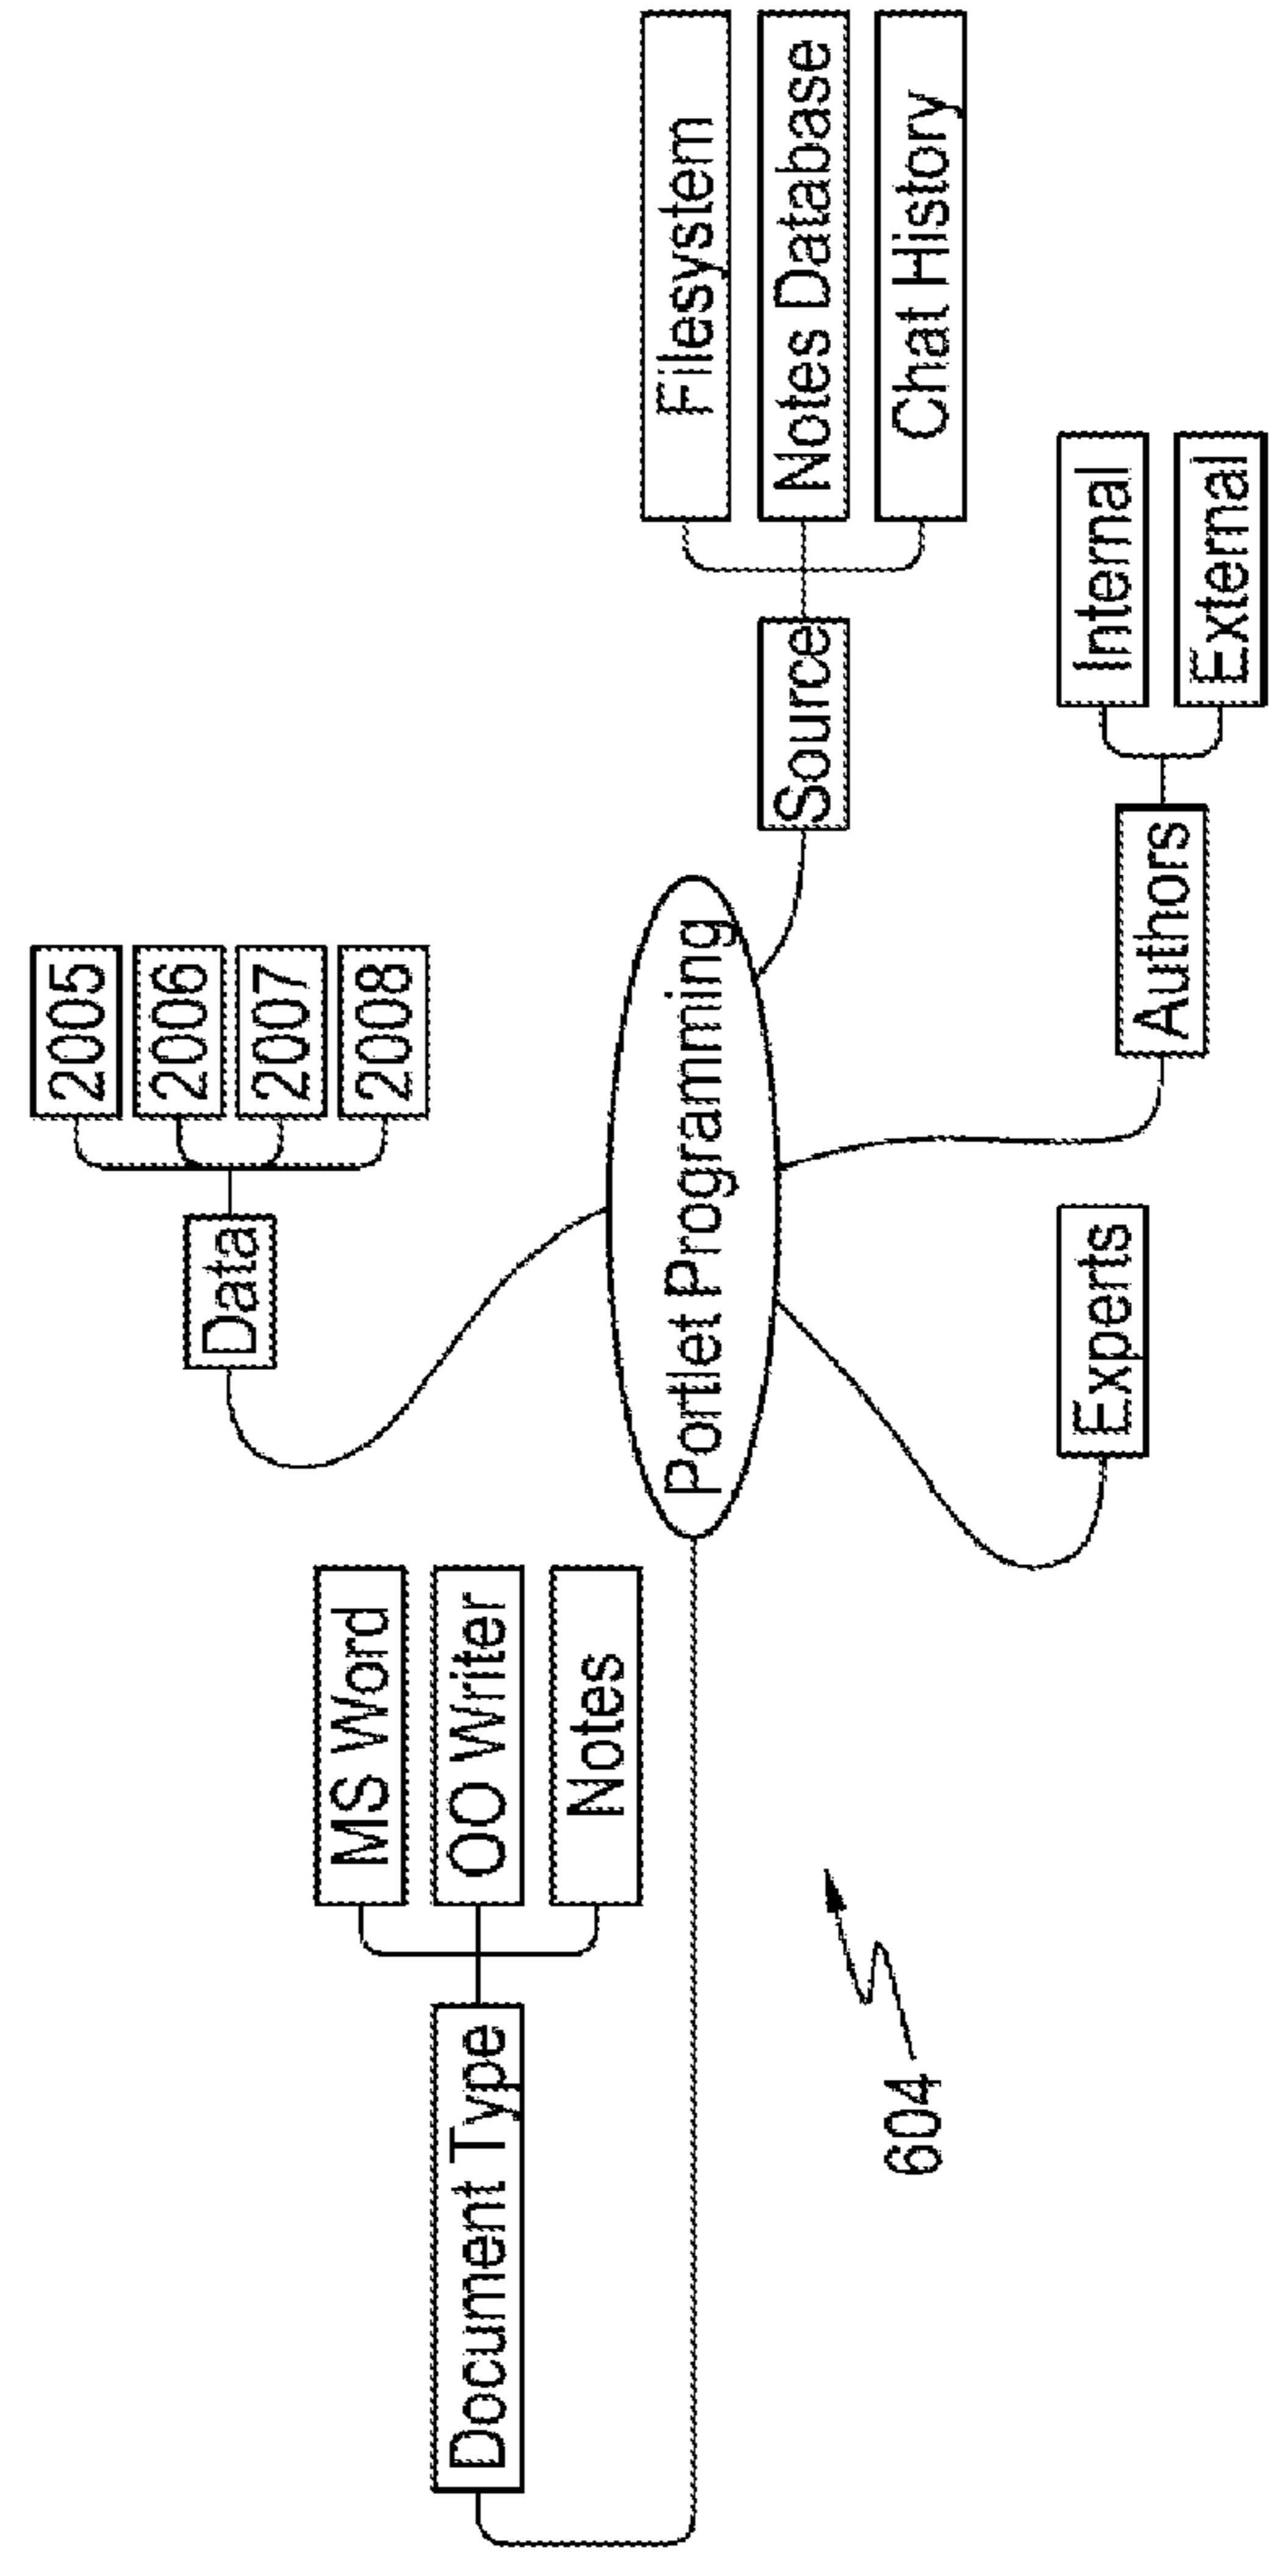 2005
2006
2007
2008
Data
MS Word
OO Writer
Notes
Document Type
Portlet Programming
Filesystem
Notes Database
Chat History
Source
Internal
External
Authors
Experts
604